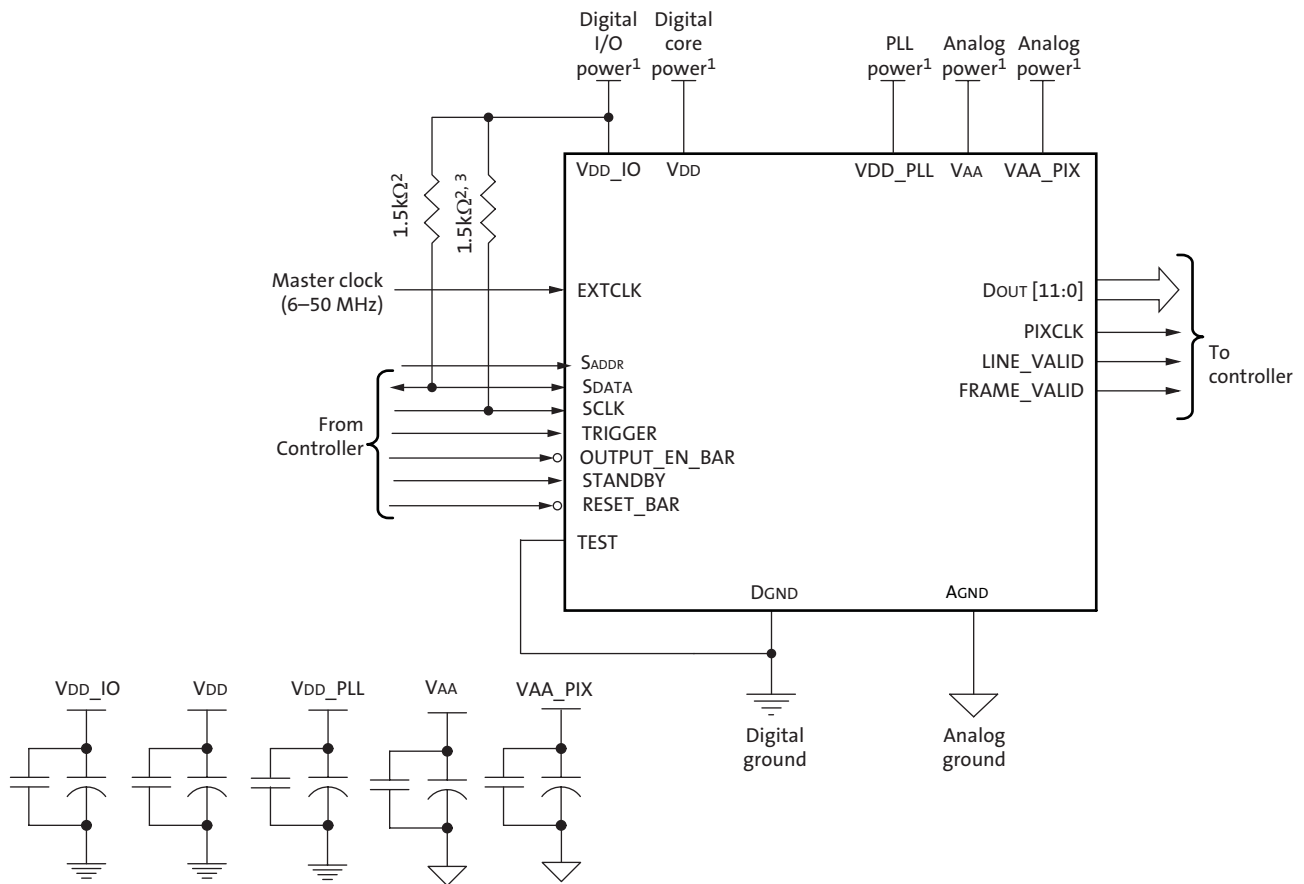 Digital
I/O
power1
Digital
core
power1
PLL
power1
Analog
power1
Analog
power1
VDD_IO
VDD
VDD_PLL
VAA
VAA_PIX
1.5kΩ2
1.5kΩ2, 3
Master clock
(6–50 MHz)
EXTCLK
SADDR
SDATA
SCLK
TRIGGER
OUTPUT_EN_BAR
STANDBY
RESET_BAR
TEST
From
Controller
DOUT [11:0]
PIXCLK
LINE_VALID
FRAME_VALID
To
controller
DGND
AGND
Digital
ground
Analog
ground
VDD_IO
VDD
VDD_PLL
VAA
VAA_PIX